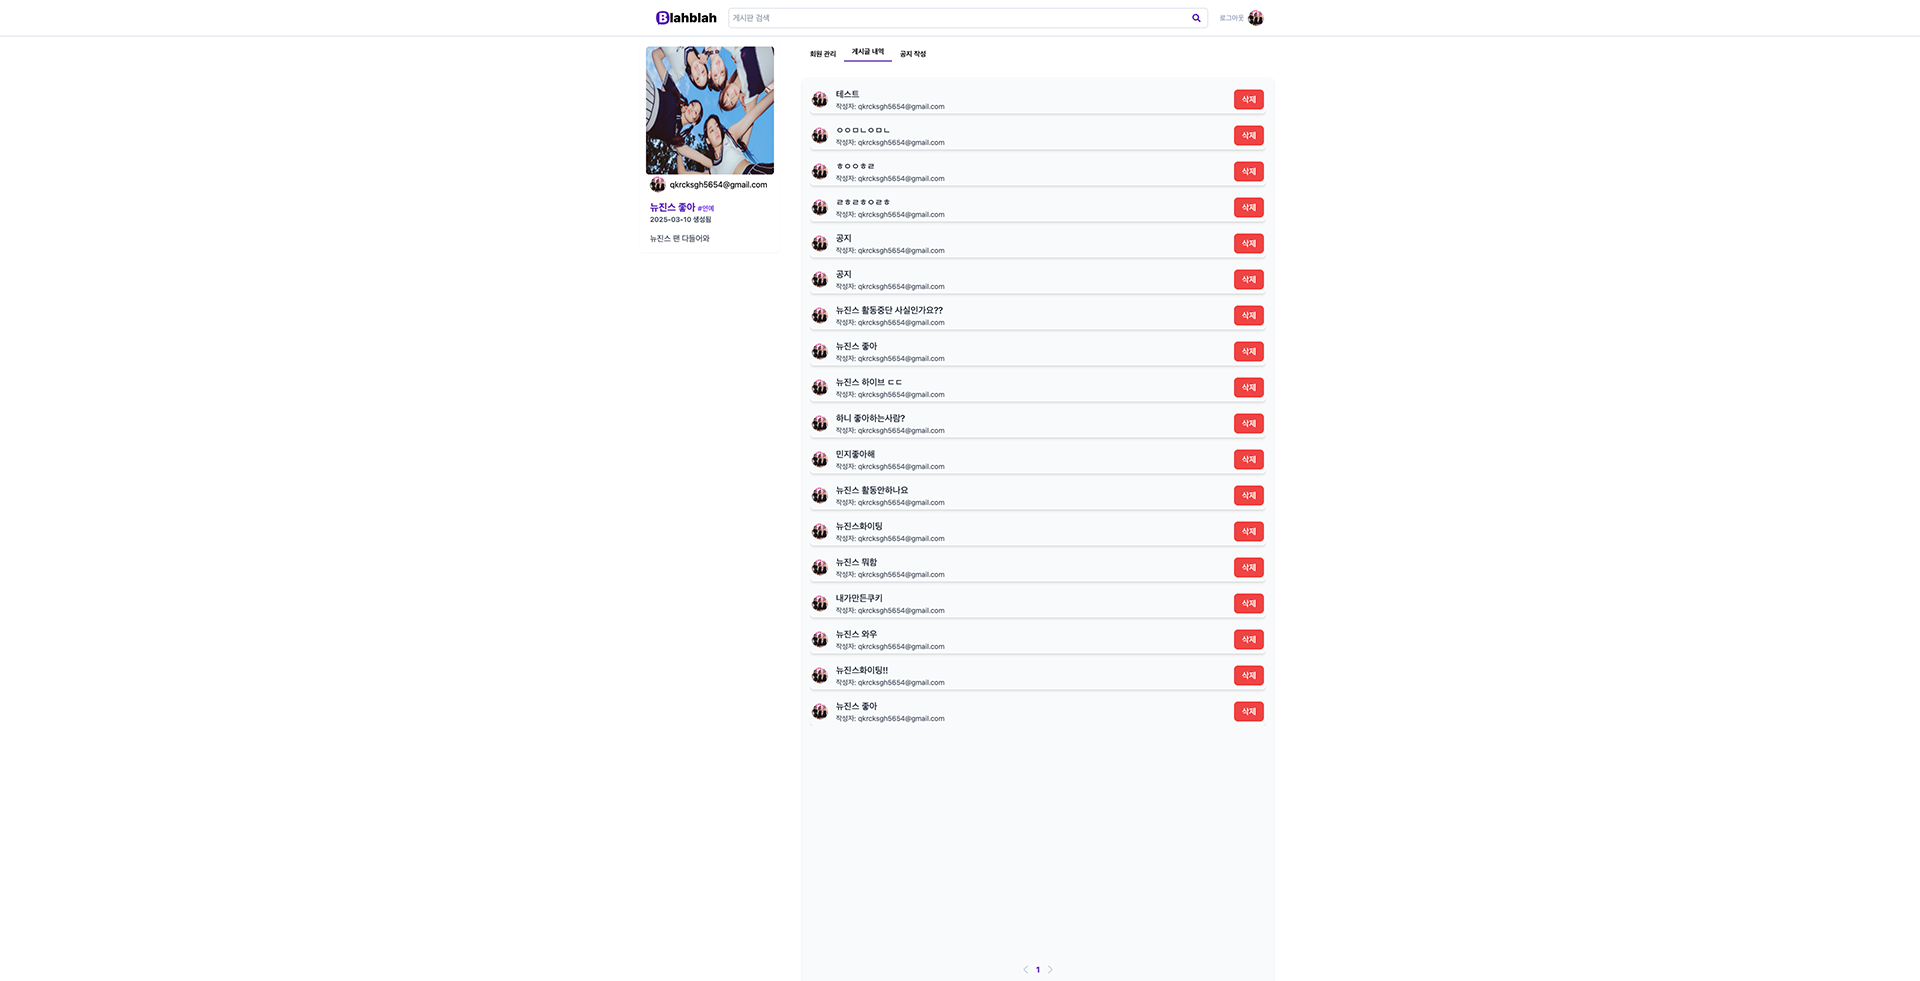 Blahblah
게시판 검색
로그아웃
qkrcksgh5654@gmail.com
뉴진스 좋아 #연예
2025-03-10 생성됨
뉴진스 팬 다들어와
회원 관리
게시글 내역
공지 작성
테스트
작성자: qkrcksgh5654@gmail.com
삭제
ㅇㅇㅁㄴㅇㅁㄴ
작성자: qkrcksgh5654@gmail.com
삭제
ㅎㅇㅇㅎㄹ
작성자: qkrcksgh5654@gmail.com
삭제
ㄹㅎㄹㅎㅇㄹㅎ
작성자: qkrcksgh5654@gmail.com
삭제
공지
작성자: qkrcksgh5654@gmail.com
삭제
공지
작성자: qkrcksgh5654@gmail.com
삭제
뉴진스 활동중단 사실인가요??
작성자: qkrcksgh5654@gmail.com
삭제
뉴진스 좋아
작성자: qkrcksgh5654@gmail.com
삭제
뉴진스 하이브 ㄷㄷ
작성자: qkrcksgh5654@gmail.com
삭제
하니 좋아하는사람?
작성자: qkrcksgh5654@gmail.com
삭제
민지좋아해
작성자: qkrcksgh5654@gmail.com
삭제
뉴진스 활동안하나요
작성자: qkrcksgh5654@gmail.com
삭제
뉴진스화이팅
작성자: qkrcksgh5654@gmail.com
삭제
뉴진스 뭐함
작성자: qkrcksgh5654@gmail.com
삭제
내가만든쿠키
작성자: qkrcksgh5654@gmail.com
삭제
뉴진스 와우
작성자: qkrcksgh5654@gmail.com
삭제
뉴진스화이팅!!
작성자: qkrcksgh5654@gmail.com
삭제
뉴진스 좋아
작성자: qkrcksgh5654@gmail.com
삭제
1